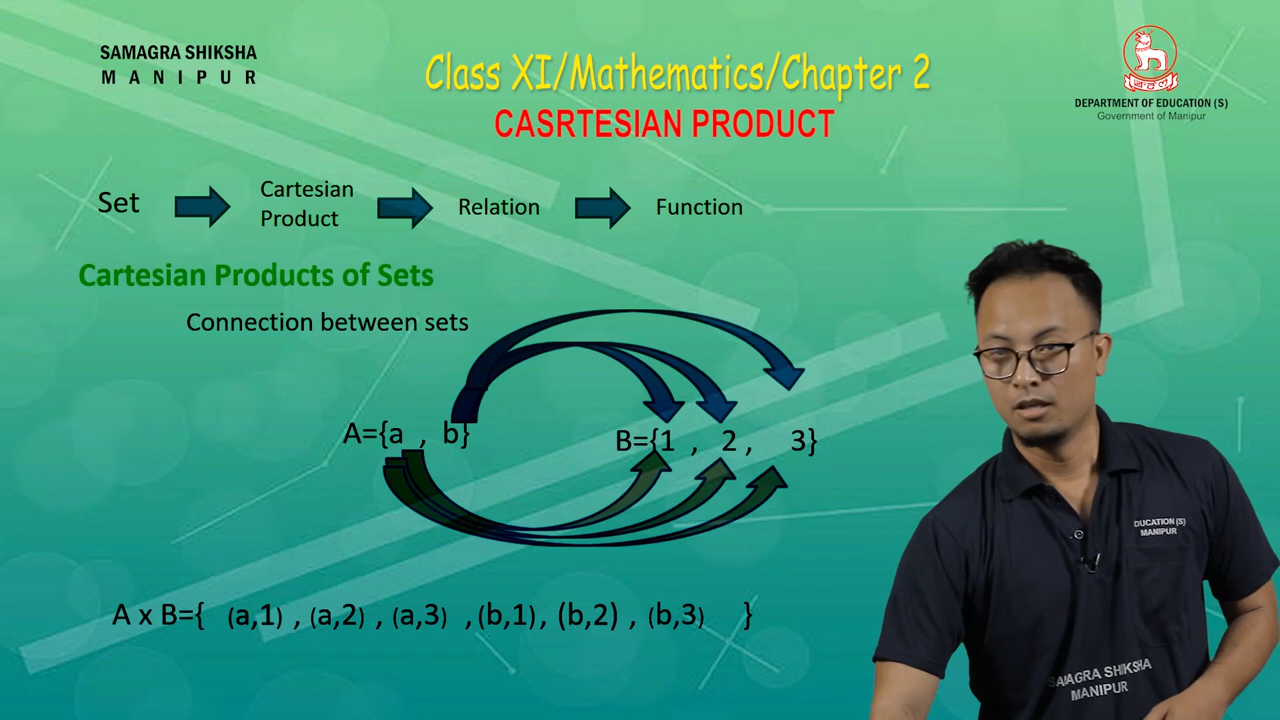 SAMAGRA SHIKSHA
MANIPUR
Class XI/Mathematics/Chapter 2
CASRTESIAN PRODUCT
DEPARTMENT OF EDUCATION (S)
Government of Manipur
Set
Cartesian
Product
Relation
Function
Cartesian Products of Sets
Connection between sets
A={a , b}
B={1 , 2 , 3}
A x B={ (a,1) , (a,2) , (a,3) , (b,1) , (b,2) , (b,3) }
DUCATION (S)
MANIPUR
SAMAGRA SHIKSHA
MANIPUR